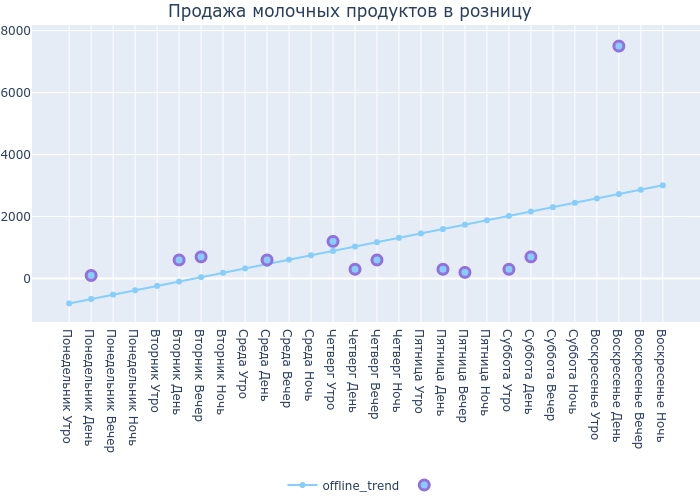 Продажа молочных продуктов в розницу
8000
6000
4000
2000
0
Понедельник Утро
Понедельник День
Понедельник Вечер
Понедельник Ночь
Вторник Утро
Вторник День
Вторник Вечер
Вторник Ночь
Среда Утро
Среда День
Среда Вечер
Среда Ночь
Четверг Утро
Четверг День
Четверг Вечер
Четверг Ночь
Пятница Утро
Пятница День
Пятница Вечер
Пятница Ночь
Суббота Утро
Суббота День
Суббота Вечер
Суббота Ночь
Воскресенье Утро
Воскресенье День
Воскресенье Вечер
Воскресенье Ночь
offline_trend